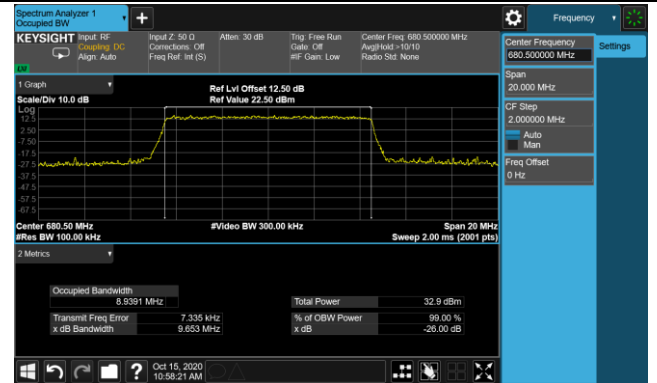 Spectrum Analyzer 1
Occupied BW
Frequency
KEYSIGHT
Input: RF
Coupling: DC
Align: Auto
Input Z: 50 Ω
Corrections: Off
Freq Ref: Int (S)
Atten: 30 dB
Trig: Free Run
Gate: Off
#IF Gain: Low
Center Freq: 680.500000 MHz
Avg|Hold:>10/10
Radio Std: None
LXI
Center Frequency
680.500000 MHz
Settings
Span
20.000 MHz
CF Step
2.000000 MHz
Auto
Man
Freq Offset
0 Hz
1 Graph
Scale/Div 10.0 dB
Ref Lvl Offset 12.50 dB
Ref Value 22.50 dBm
Log
12.5
2.50
-7.50
-17.5
-27.5
-37.5
-47.5
-57.5
-67.5
Center 680.50 MHz
#Video BW 300.00 kHz
Span 20 MHz
#Res BW 100.00 kHz
Sweep 2.00 ms (2001 pts)
2 Metrics
Occupied Bandwidth
8.9391 MHz
Total Power
32.9 dBm
Transmit Freq Error
7.335 kHz
% of OBW Power
99.00 %
x dB Bandwidth
9.653 MHz
x dB
-26.00 dB
?
Oct 15, 2020
10:58:21 AM